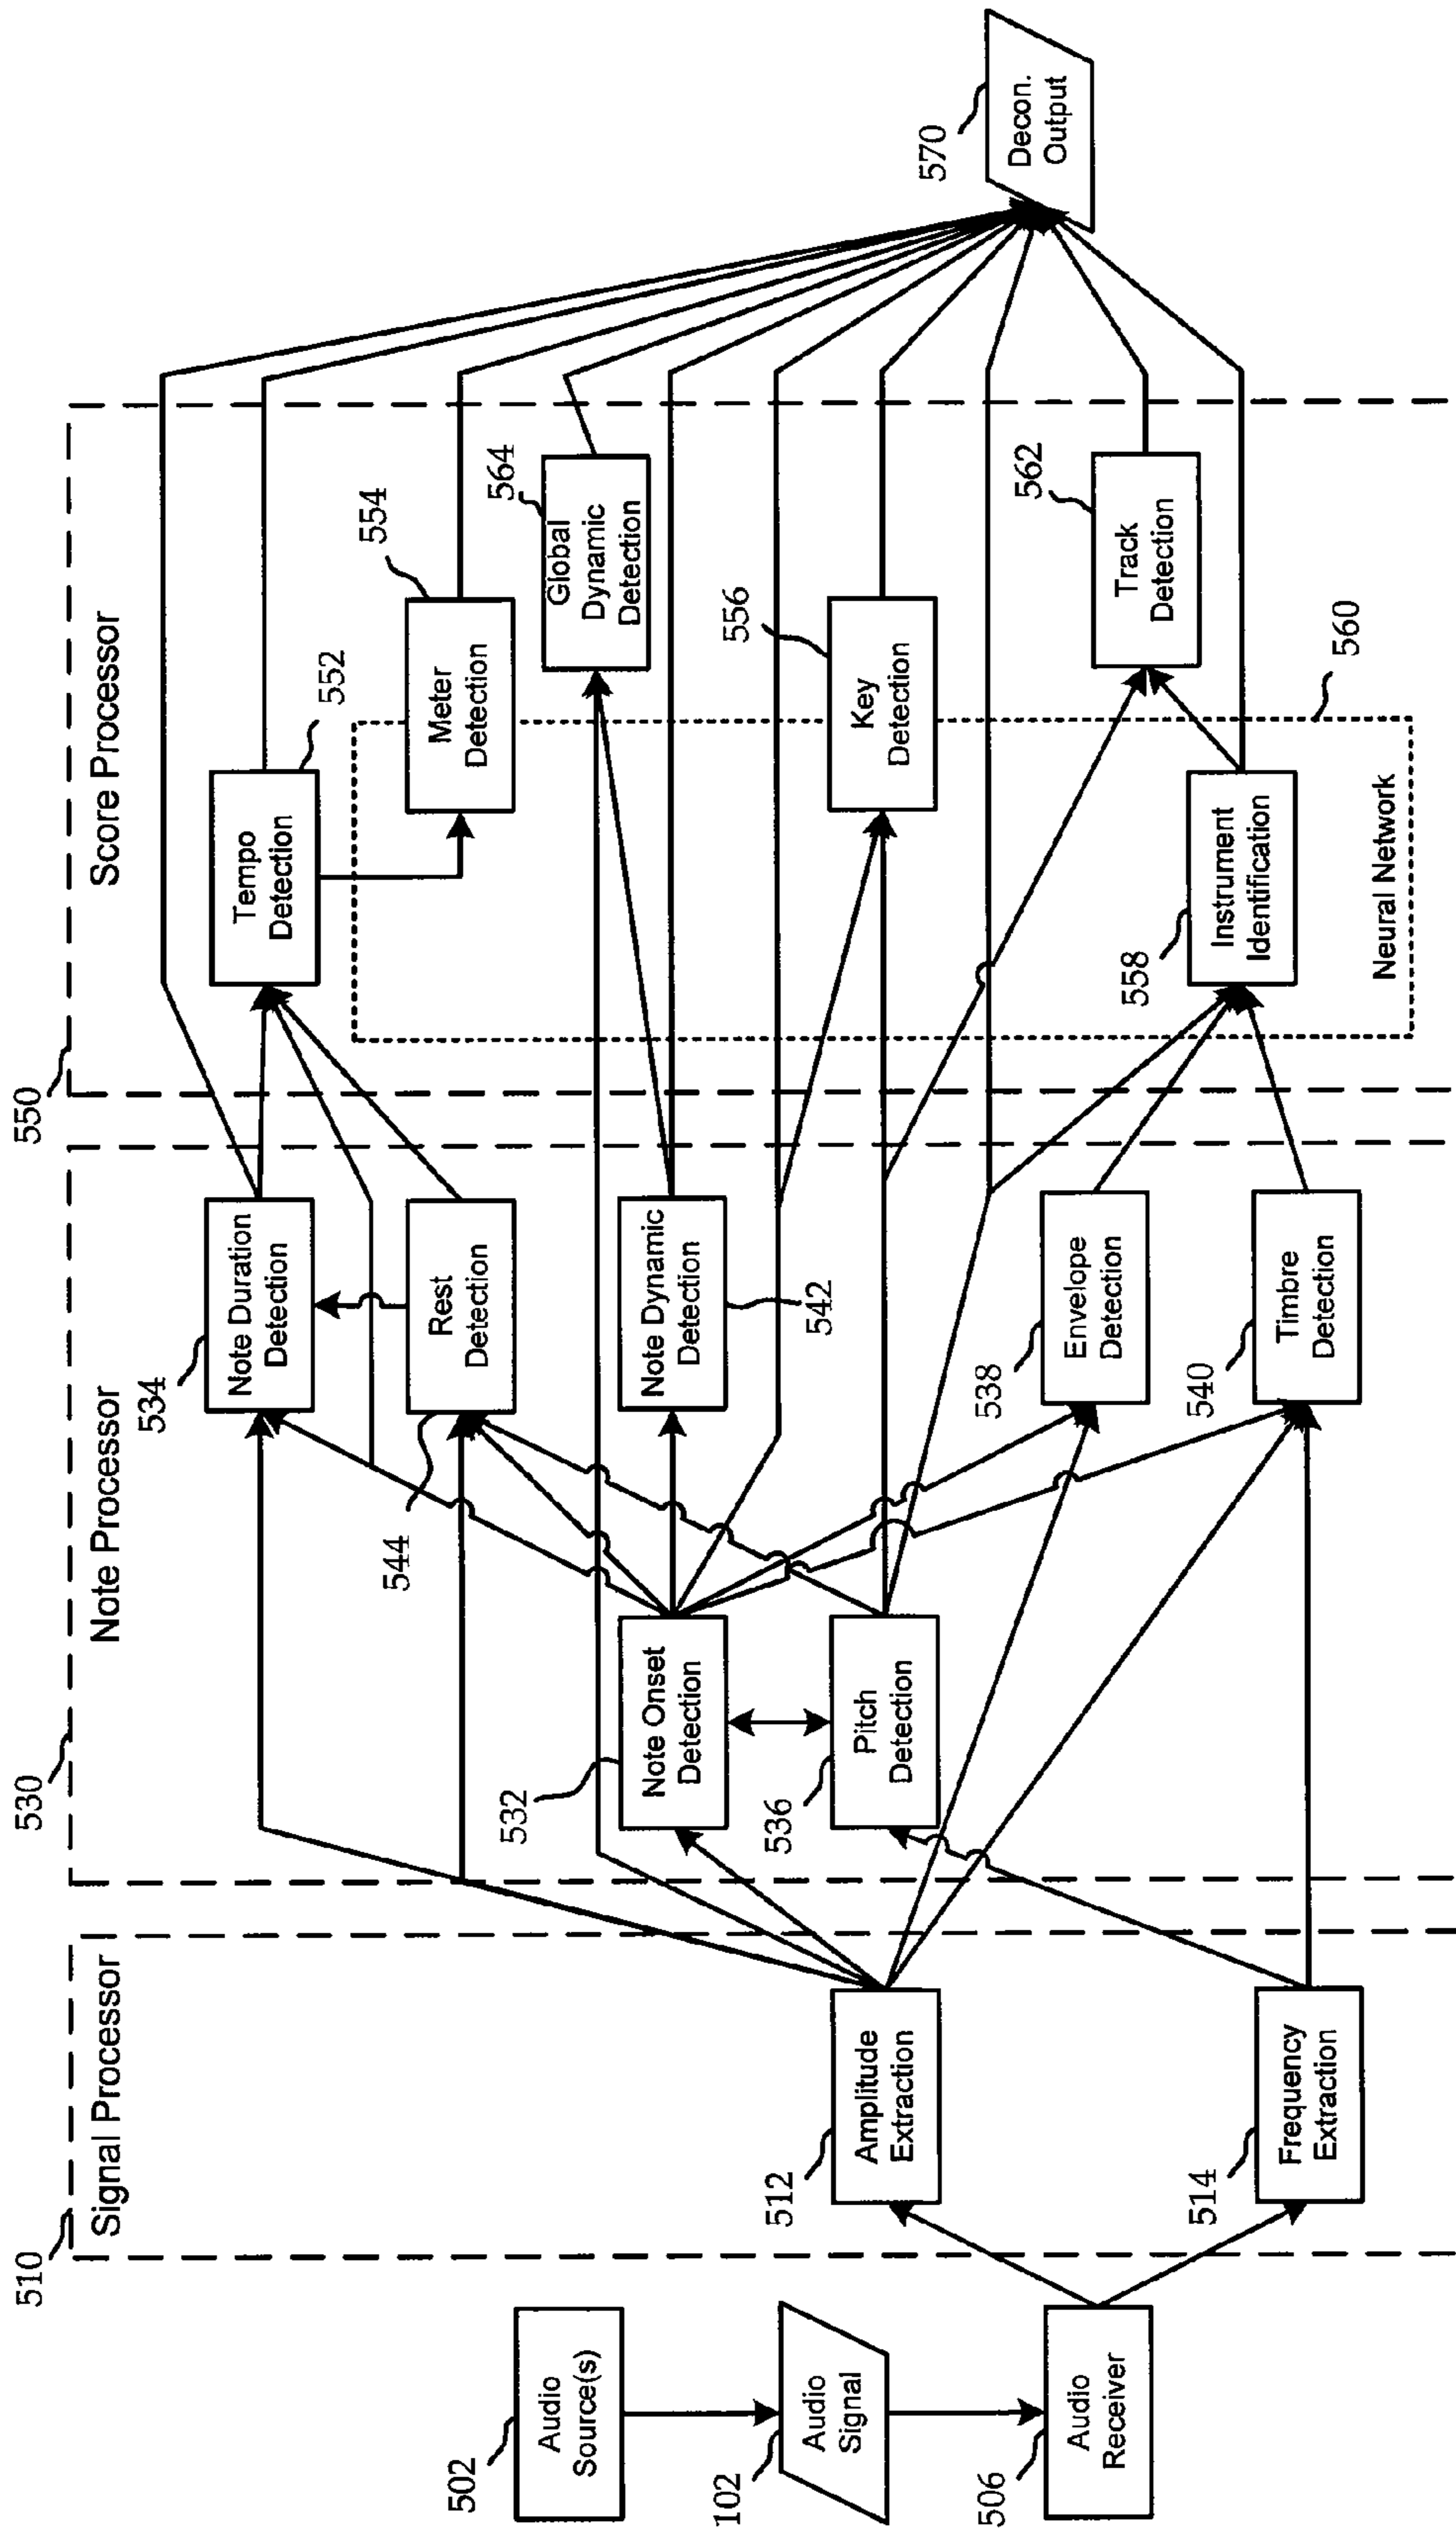 510
Signal Processor
530
Note Processor
550
Score Processor
502
Audio
Source(s)
102
Audio
Signal
506
Audio
Receiver
512
Amplitude
Extraction
514
Frequency
Extraction
532
Note Onset
Detection
536
Pitch
Detection
534
Note Duration
Detection
544
Rest
Detection
Note Dynamic
Detection
542
538
Envelope
Detection
540
Timbre
Detection
Tempo
Detection
552
Meter
Detection
554
Global
Dynamic
Detection
564
Key
Detection
556
Track
Detection
562
558
Instrument
Identification
Neural Network
560
570
Decon.
Output